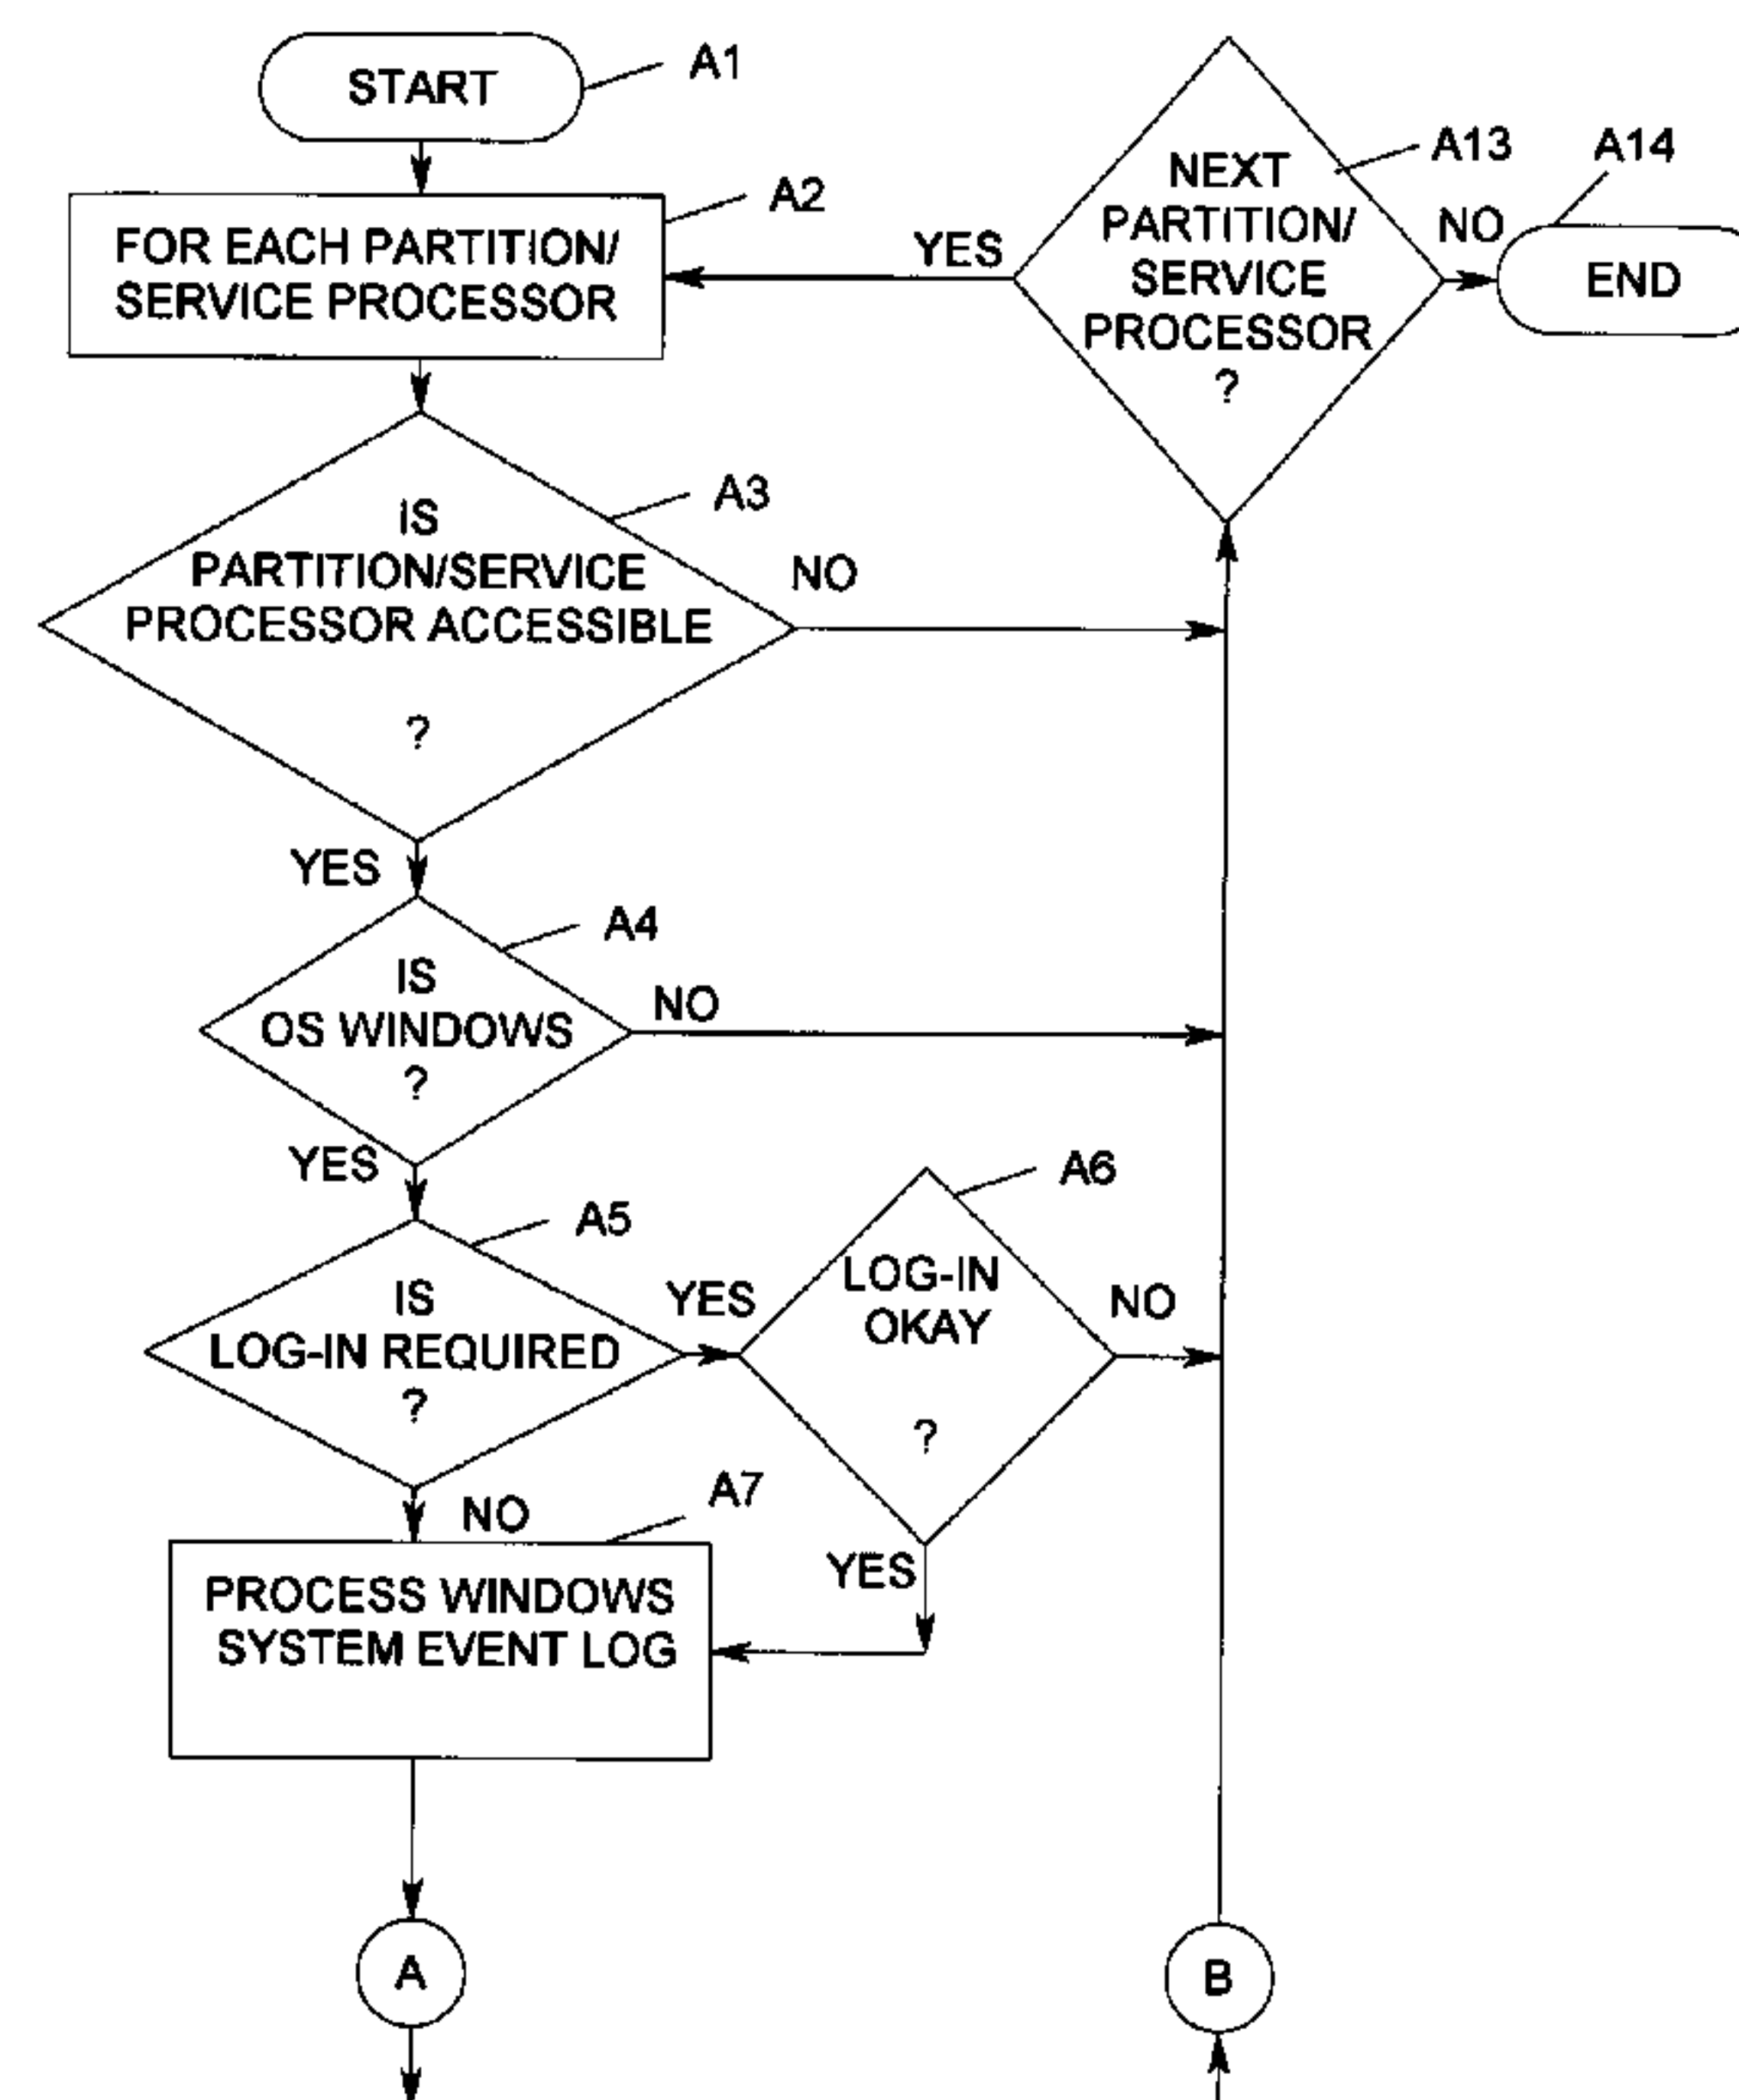 START
A1
FOR EACH PARTITION/
SERVICE PROCESSOR
A2
NEXT
PARTITION/
SERVICE
PROCESSOR
?
A13
A14
YES
NO
END
IS
PARTITION/SERVICE
PROCESSOR ACCESSIBLE
?
A3
NO
YES
IS
OS WINDOWS
?
A4
NO
YES
IS
LOG-IN REQUIRED
?
A5
YES
LOG-IN
OKAY
?
A6
NO
NO
YES
A7
PROCESS WINDOWS
SYSTEM EVENT LOG
A
B